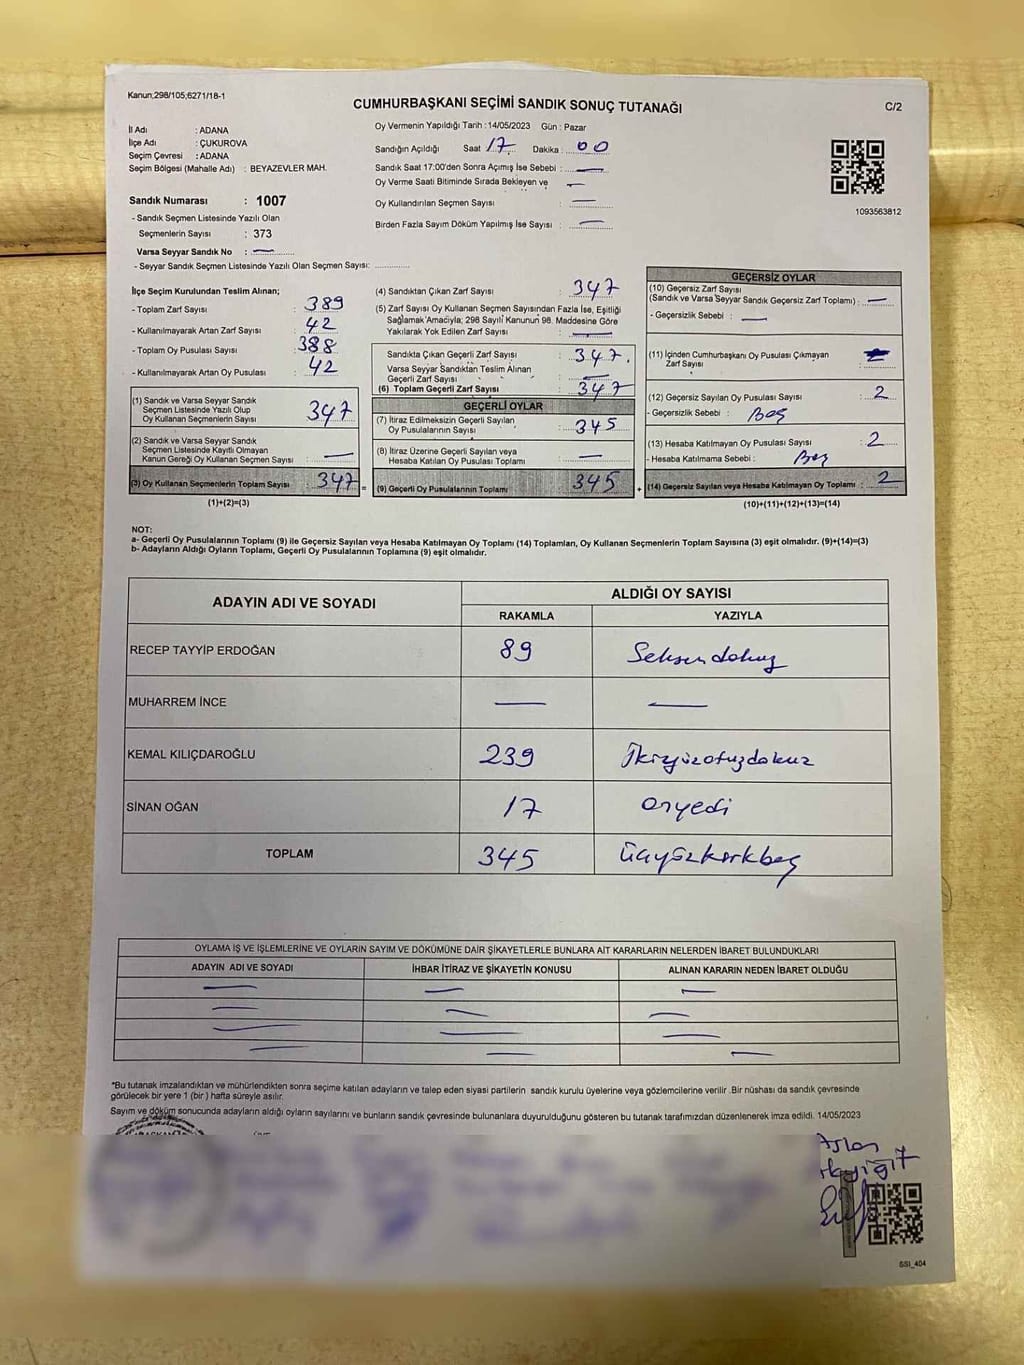 Kanun;298/105;6271/18-1
CUMHURBAŞKANI SEÇİMİ SANDIK SONUÇ TUTANAĞI
C/2
İl Adı : ADANA
İlçe Adı : ÇUKUROVA
Seçim Çevresi : ADANA
Seçim Bölgesi (Mahalle Adı) : BEYAZEVLER MAH.
Sandık Numarası : 1007
- Sandık Seçmen Listesinde Yazılı Olan
Seçmenlerin Sayısı : 373
Varsa Seyyar Sandık No : —
- Seyyar Sandık Seçmen Listesinde Yazılı Olan Seçmen Sayısı: ............
Oy Vermenin Yapıldığı Tarih :14/05/2023 Gün : Pazar
Sandığın Açıldığı Saat 17 Dakika : 00
Sandık Saat 17:00'den Sonra Açımış İse Sebebi : —
Oy Verme Saati Bitiminde Sırada Bekleyen ve —
Oy Kullandırılan Seçmen Sayısı : —
Birden Fazla Sayım Döküm Yapılmış İse Sayısı : —
1093563812
İlçe Seçim Kurulundan Teslim Alınan;
- Toplam Zarf Sayısı : 389
- Kullanılmayarak Artan Zarf Sayısı : 42
- Toplam Oy Pusulası Sayısı : 388
- Kullanılmayarak Artan Oy Pusulası : 42
(1) Sandık ve Varsa Seyyar Sandık
Seçmen Listesinde Yazılı Olup
Oy Kullanan Seçmenlerin Sayısı : 347
(2) Sandık ve Varsa Seyyar Sandık
Seçmen Listesinde Kayıtlı Olmayan
Kanun Gereği Oy Kullanan Seçmen Sayısı : —
(3) Oy Kullanan Seçmenlerin Toplam Sayısı : 347 =
(1)+(2)=(3)
(4) Sandıktan Çıkan Zarf Sayısı : 347
(5) Zarf Sayısı Oy Kullanan Seçmen Sayısından Fazla İse, Eşitliği
Sağlamak Amacıyla; 298 Sayılı Kanunun 98. Maddesine Göre
Yakılarak Yok Edilen Zarf Sayısı : —
Sandıkta Çıkan Geçerli Zarf Sayısı : 347.
Varsa Seyyar Sandıktan Teslim Alınan
Geçerli Zarf Sayısı : —
(6) Toplam Geçerli Zarf Sayısı : 347
GEÇERLİ OYLAR
(7) İtiraz Edilmeksizin Geçerli Sayılan
Oy Pusulalarının Sayısı : 345
(8) İtiraz Üzerine Geçerli Sayılan veya
Hesaba Katılan Oy Pusulası Toplamı : —
(9) Geçerli Oy Pusulalarının Toplamı : 345 +
GEÇERSİZ OYLAR
(10) Geçersiz Zarf Sayısı
(Sandık ve Varsa Seyyar Sandık Geçersiz Zarf Toplamı) : —
- Geçersizlik Sebebi : —
(11) İçinden Cumhurbaşkanı Oy Pusulası Çıkmayan
Zarf Sayısı
(12) Geçersiz Sayılan Oy Pusulası Sayısı : 2
- Geçersizlik Sebebi : Boş
(13) Hesaba Katılmayan Oy Pusulası Sayısı : 2
- Hesaba Katılmama Sebebi : Boş
(14) Geçersiz Sayılan veya Hesaba Katılmayan Oy Toplamı : 2
(10)+(11)+(12)+(13)=(14)
NOT:
a- Geçerli Oy Pusulalarının Toplamı (9) ile Geçersiz Sayılan veya Hesaba Katılmayan Oy Toplamı (14) Toplamları, Oy Kullanan Seçmenlerin Toplam Sayısına (3) eşit olmalıdır. (9)+(14)=(3)
b- Adayların Aldığı Oyların Toplamı, Geçerli Oy Pusulalarının Toplamına (9) eşit olmalıdır.
ADAYIN ADI VE SOYADI
ALDIĞI OY SAYISI
RAKAMLA YAZIYLA
RECEP TAYYİP ERDOĞAN 89 Seksendokuz
MUHARREM İNCE — —
KEMAL KILIÇDAROĞLU 239 İkiyüzotuzdokuz
SİNAN OĞAN 17 onyedi
TOPLAM 345 üçyüzkırkbeş
OYLAMA İŞ VE İŞLEMLERİNE VE OYLARIN SAYIM VE DÖKÜMÜNE DAİR ŞİKAYETLERLE BUNLARA AİT KARARLARIN NELERDEN İBARET BULUNDUKLARI
ADAYIN ADI VE SOYADI İHBAR İTİRAZ VE ŞİKAYETİN KONUSU ALINAN KARARIN NEDEN İBARET OLDUĞU
— — —
— — —
— — —
— — —
*Bu tutanak imzalandıktan ve mühürlendikten sonra seçime katılan adayların ve talep eden siyasi partilerin sandık kurulu üyelerine veya gözlemcilerine verilir .Bir nüshası da sandık çevresinde
görülecek bir yere 1 (bir ) hafta süreyle asılır.
Sayım ve döküm sonucunda adayların aldığı oyların sayılarını ve bunların sandık çevresinde bulunanlara duyurulduğunu gösteren bu tutanak tarafımızdan düzenlenerek imza edildi. 14/05/2023
Aslan
SSI_404